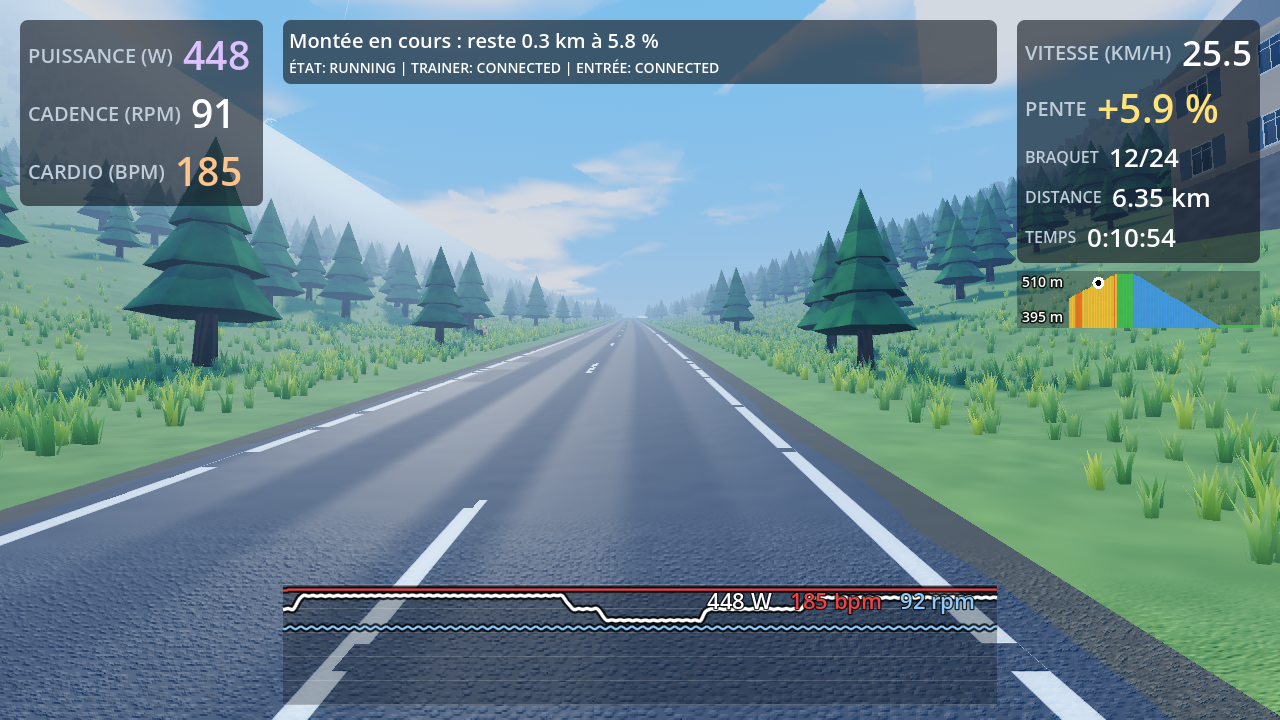 PUISSANCE (W) 448
CADENCE (RPM) 91
CARDIO (BPM) 185
Montée en cours : reste 0.3 km à 5.8 %
ÉTAT: RUNNING | TRAINER: CONNECTED | ENTRÉE: CONNECTED
VITESSE (KM/H) 25.5
PENTE +5.9 %
BRAQUET 12/24
DISTANCE 6.35 km
TEMPS 0:10:54
510 m
395 m
448 W 185 bpm 92 rpm